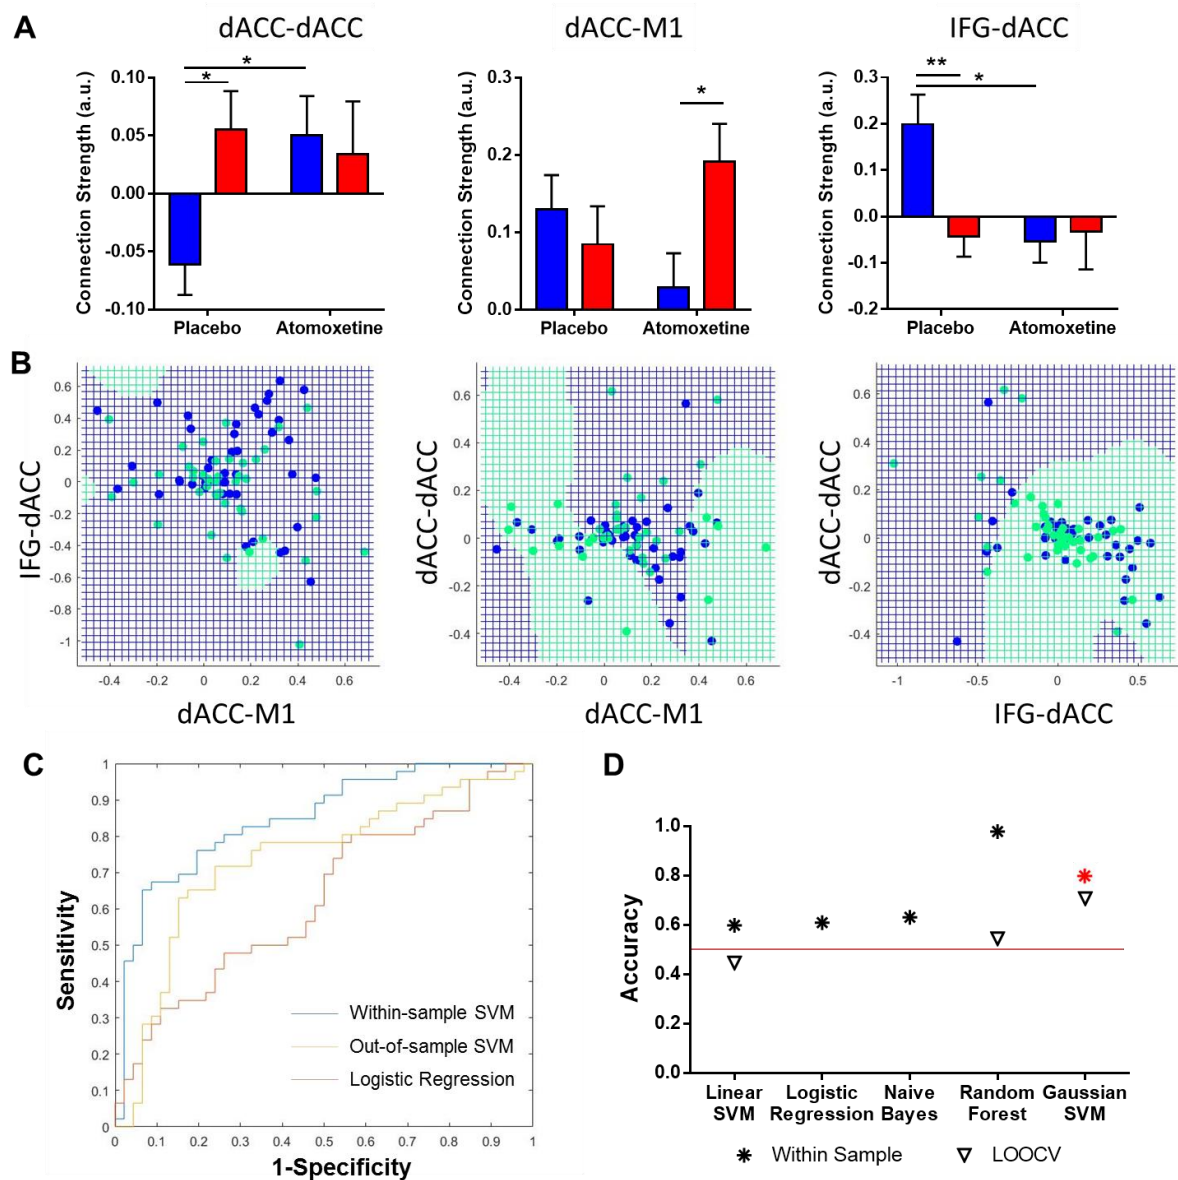 A
dACC-dACC
dACC-M1
IFG-dACC
Connection Strength (a.u.)
0.10
0.05
0.00
-0.05
-0.10
*
*
Placebo
Atomoxetine
Connection Strength (a.u.)
0.3
0.2
0.1
0.0
*
Placebo
Atomoxetine
Connection Strength (a.u.)
0.3
0.2
0.1
0.0
-0.1
-0.2
**
*
Placebo
Atomoxetine
B
IFG-dACC
0.6
0.4
0.2
0
-0.2
-0.4
-0.6
-0.8
-1
-0.4
-0.2
0
0.2
0.4
0.6
dACC-M1
dACC-dACC
0.6
0.4
0.2
0
-0.2
-0.4
-0.4
-0.2
0
0.2
0.4
0.6
dACC-M1
dACC-dACC
0.6
0.4
0.2
0
-0.2
-0.4
-1
-0.5
0
0.5
IFG-dACC
C
Sensitivity
1
0.9
0.8
0.7
0.6
0.5
0.4
0.3
0.2
0.1
0
Within-sample SVM
Out-of-sample SVM
Logistic Regression
0
0.1
0.2
0.3
0.4
0.5
0.6
0.7
0.8
0.9
1
1-Specificity
D
Accuracy
1.0
0.8
0.6
0.4
0.2
0.0
Linear
SVM
Logistic
Regression
Naive
Bayes
Random
Forest
Gaussian
SVM
Within Sample
LOOCV